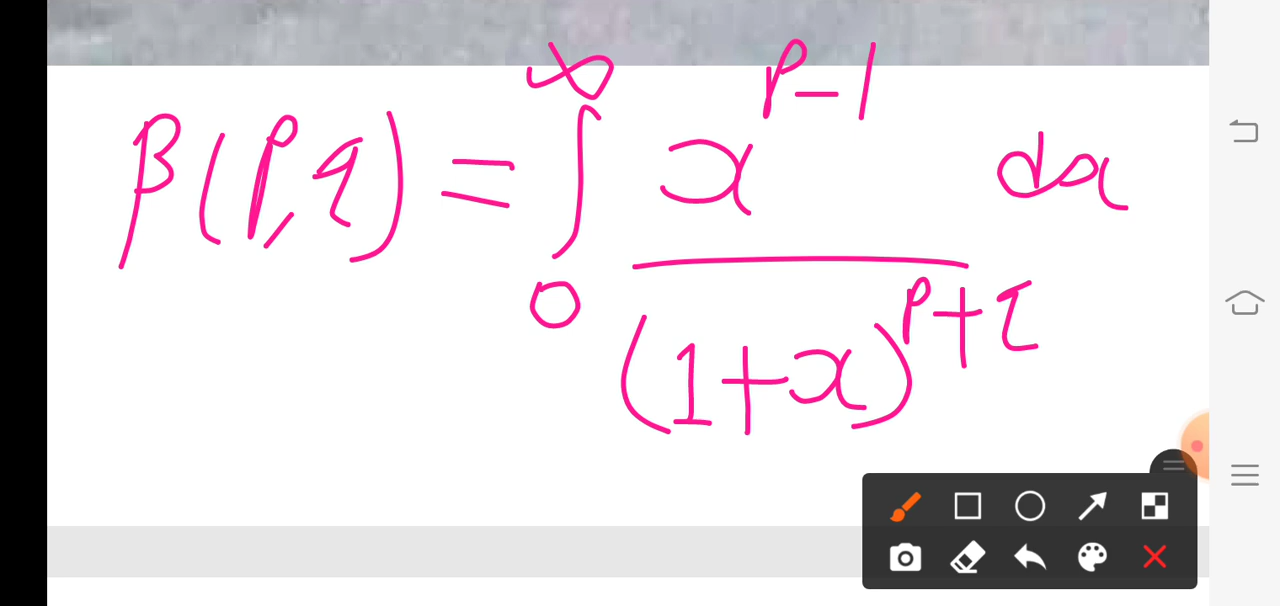 β(p,q) = ∫₀^∞ x^(p-1) / (1+x)^(p+q) dx